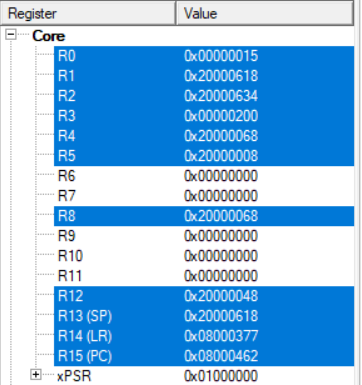 Register Value
Core
R0 0x00000015
R1 0x20000618
R2 0x20000634
R3 0x00000200
R4 0x20000068
R5 0x20000008
R6 0x00000000
R7 0x00000000
R8 0x20000068
R9 0x00000000
R10 0x00000000
R11 0x00000000
R12 0x20000048
R13 (SP) 0x20000618
R14 (LR) 0x08000377
R15 (PC) 0x08000462
xPSR 0x01000000